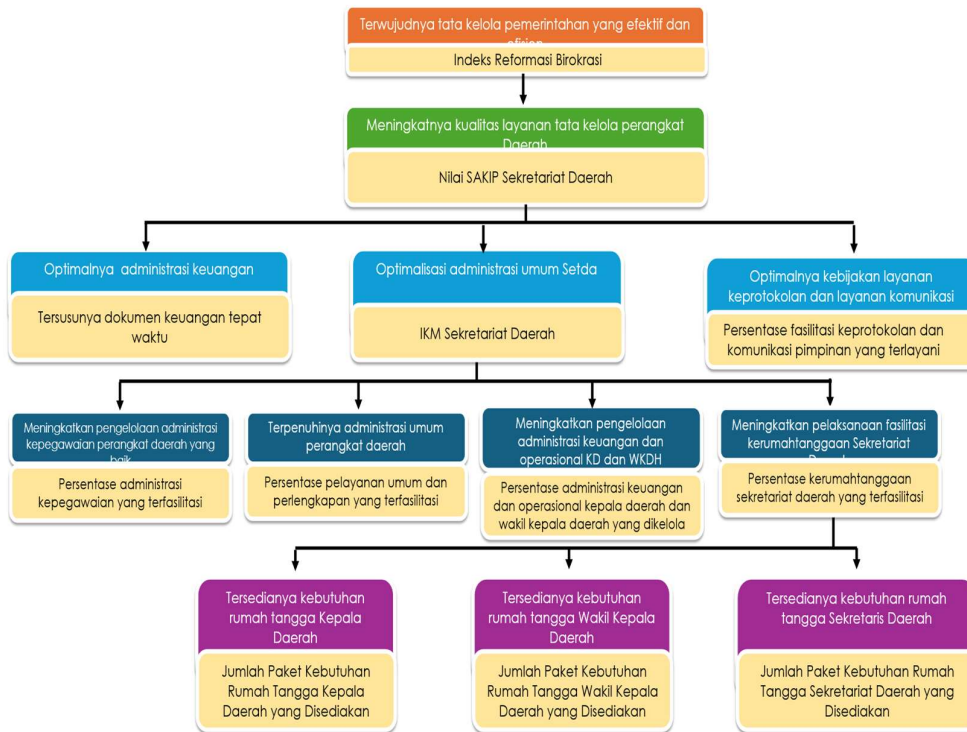 Terwujudnya tata kelola pemerintahan yang efektif dan
Indeks Reformasi Birokrasi
Meningkatnya kualitas layanan tata kelola perangkat
Daerah
Nilai SAKIP Sekretariat Daerah
Optimalnya administrasi keuangan
Tersusunya dokumen keuangan tepat
waktu
Optimalisasi administrasi umum Setda
IKM Sekretariat Daerah
Optimalnya kebijakan layanan
keprotokolan dan layanan komunikasi
Persentase fasilitasi keprotokolan dan
komunikasi pimpinan yang terlayani
Meningkatkan pengelolaan administrasi
kepegawaian perangkat daerah yang
baik
Persentase administrasi
kepegawaian yang terfasilitasi
Terpenuhinya administrasi umum
perangkat daerah
Persentase pelayanan umum dan
perlengkapan yang terfasilitasi
Meningkatkan pengelolaan
administrasi keuangan dan
operasional KD dan WKDH
Persentase administrasi keuangan
dan operasional kepala daerah dan
wakil kepala daerah yang dikelola
Meningkatkan pelaksanaan fasilitasi
kerumahtanggaan Sekretariat
Persentase kerumahtanggaan
sekretariat daerah yang terfasilitasi
Tersedianya kebutuhan
rumah tangga Kepala
Daerah
Jumlah Paket Kebutuhan
Rumah Tangga Kepala
Daerah yang Disediakan
Tersedianya kebutuhan
rumah tangga Wakil Kepala
Daerah
Jumlah Paket Kebutuhan
Rumah Tangga Wakil Kepala
Daerah yang Disediakan
Tersedianya kebutuhan rumah
tangga Sekretaris Daerah
Jumlah Paket Kebutuhan Rumah
Tangga Sekretariat Daerah yang
Disediakan